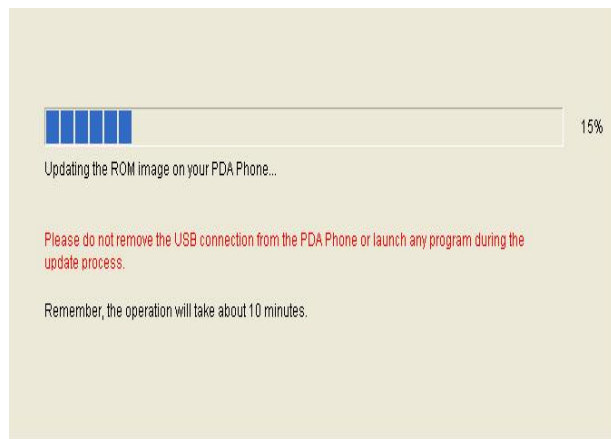 15%
Updating the ROM image on your PDA Phone...
Please do not remove the USB connection from the PDA Phone or launch any program during the
update process.
Remember, the operation will take about 10 minutes.